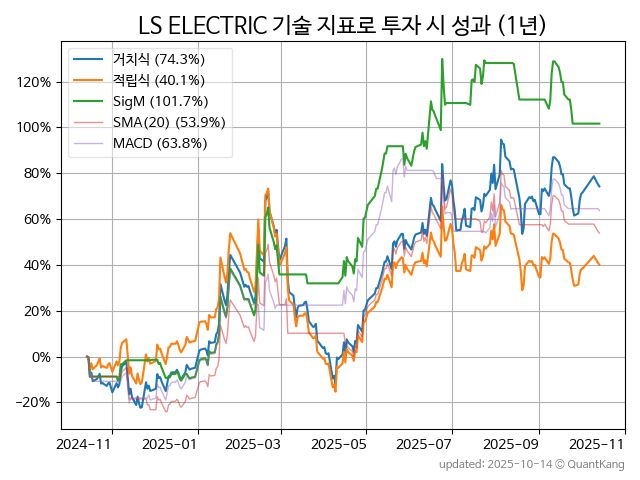 LS ELECTRIC 기술 지표로 투자 시 성과 (1년)
거치식 (74.3%)
적립식 (40.1%)
SigM (101.7%)
SMA(20) (53.9%)
MACD (63.8%)
120%
100%
80%
60%
40%
20%
0%
−20%
2024-11 2025-01 2025-03 2025-05 2025-07 2025-09 2025-11
updated: 2025-10-14 © QuantKang